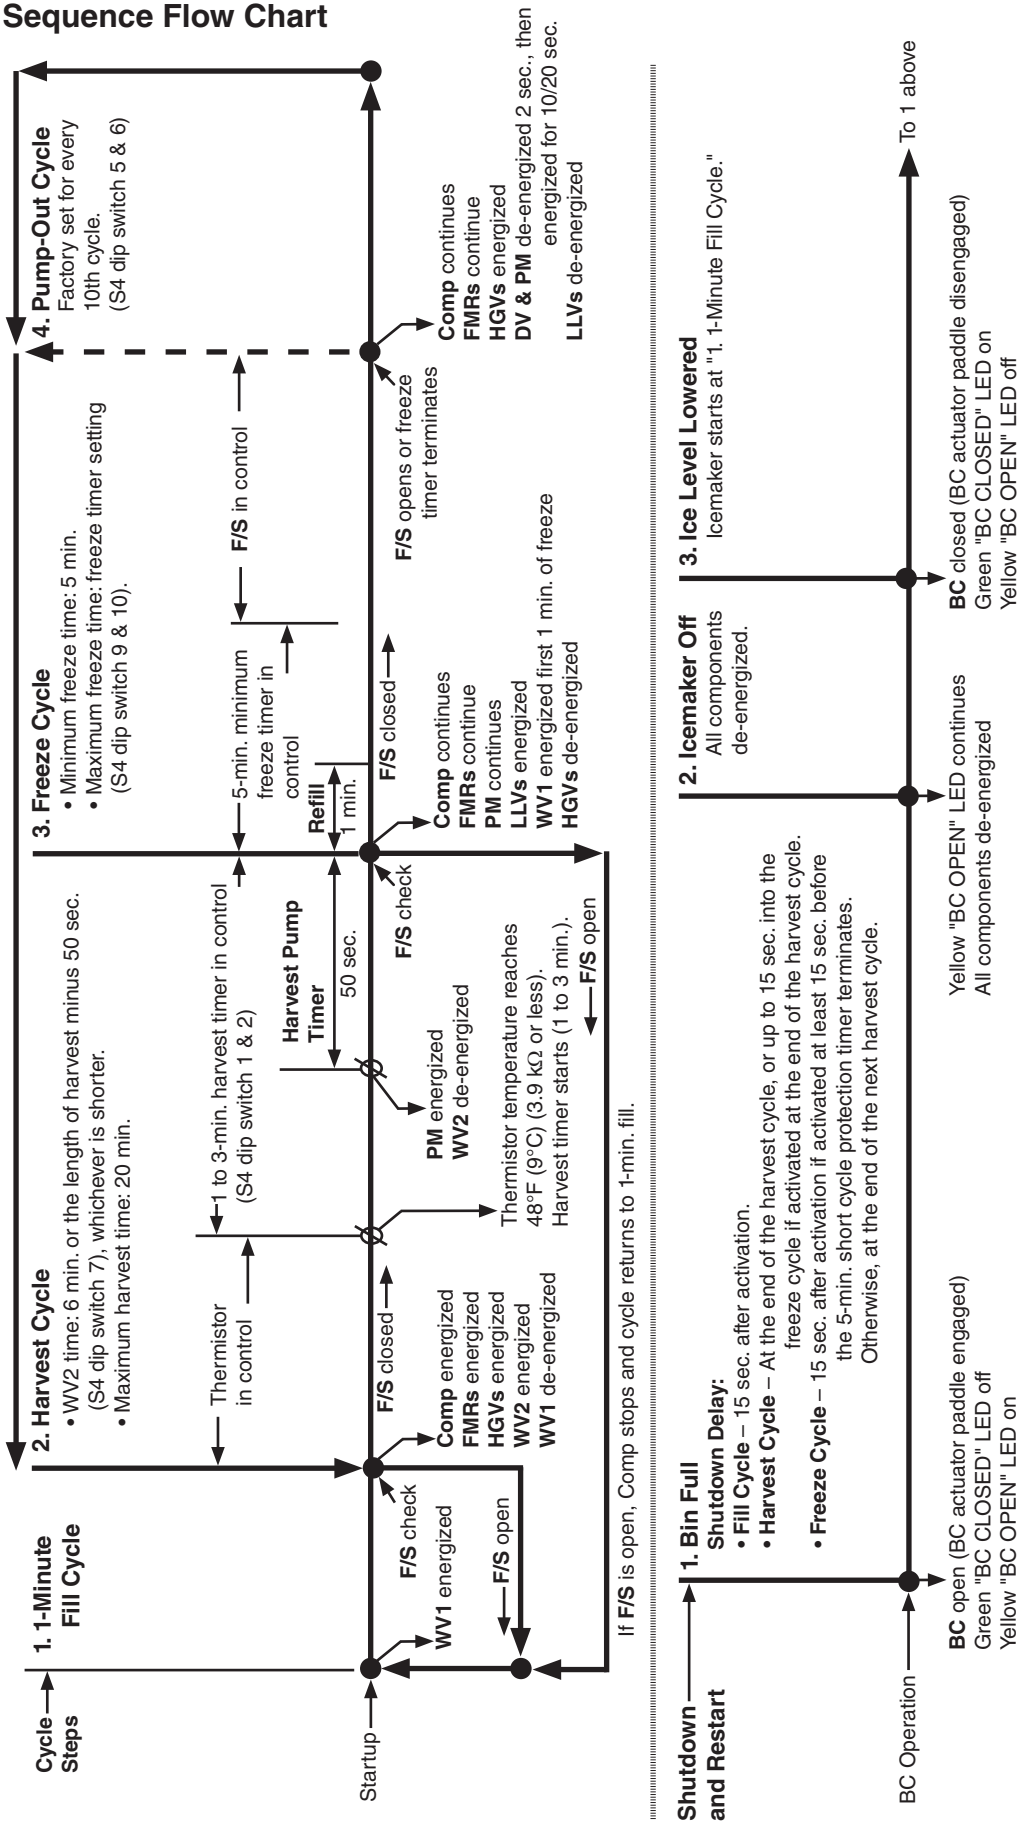 Sequence Flow Chart
Cycle
Steps
1. 1-Minute
Fill Cycle
2. Harvest Cycle
• WV2 time: 6 min. or the length of harvest minus 50 sec.
(S4 dip switch 7), whichever is shorter.
• Maximum harvest time: 20 min.
3. Freeze Cycle
• Minimum freeze time: 5 min.
• Maximum freeze time: freeze timer setting
(S4 dip switch 9 & 10).
4. Pump-Out Cycle
Factory set for every
10th cycle.
(S4 dip switch 5 & 6)
Thermistor
in control
1 to 3-min. harvest timer in control
(S4 dip switch 1 & 2)
Harvest Pump
Timer
50 sec.
5-min. minimum
freeze timer in
control
Refill
1 min.
F/S in control
Startup
F/S check
WV1 energized
F/S open
F/S closed
Comp energized
FMRs energized
HGVs energized
WV2 energized
WV1 de-energized
Thermistor temperature reaches
48°F (9°C) (3.9 kΩ or less).
Harvest timer starts (1 to 3 min.).
PM energized
WV2 de-energized
F/S check
F/S open
F/S closed
Comp continues
FMRs continue
PM continues
LLVs energized
WV1 energized first 1 min. of freeze
HGVs de-energized
F/S opens or freeze
timer terminates
Comp continues
FMRs continue
HGVs energized
DV & PM de-energized 2 sec., then
energized for 10/20 sec.
LLVs de-energized
If F/S is open, Comp stops and cycle returns to 1-min. fill.
Shutdown
and Restart
1. Bin Full
Shutdown Delay:
• Fill Cycle – 15 sec. after activation.
• Harvest Cycle – At the end of the harvest cycle, or up to 15 sec. into the
freeze cycle if activated at the end of the harvest cycle.
• Freeze Cycle – 15 sec. after activation if activated at least 15 sec. before
the 5-min. short cycle protection timer terminates.
Otherwise, at the end of the next harvest cycle.
2. Icemaker Off
All components
de-energized.
3. Ice Level Lowered
Icemaker starts at "1. 1-Minute Fill Cycle."
BC Operation
To 1 above
BC open (BC actuator paddle engaged)
Green "BC CLOSED" LED off
Yellow "BC OPEN" LED on
Yellow "BC OPEN" LED continues
All components de-energized
BC closed (BC actuator paddle disengaged)
Green "BC CLOSED" LED on
Yellow "BC OPEN" LED off